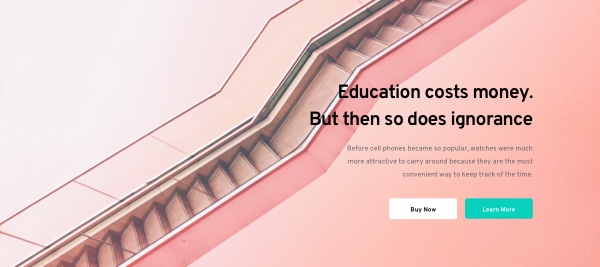 Education costs money.
But then so does ignorance
Before cell phones became so popular, watches were much
more attractive to carry around because they are the most
convenient way to keep track of the time.
Buy Now
Learn More